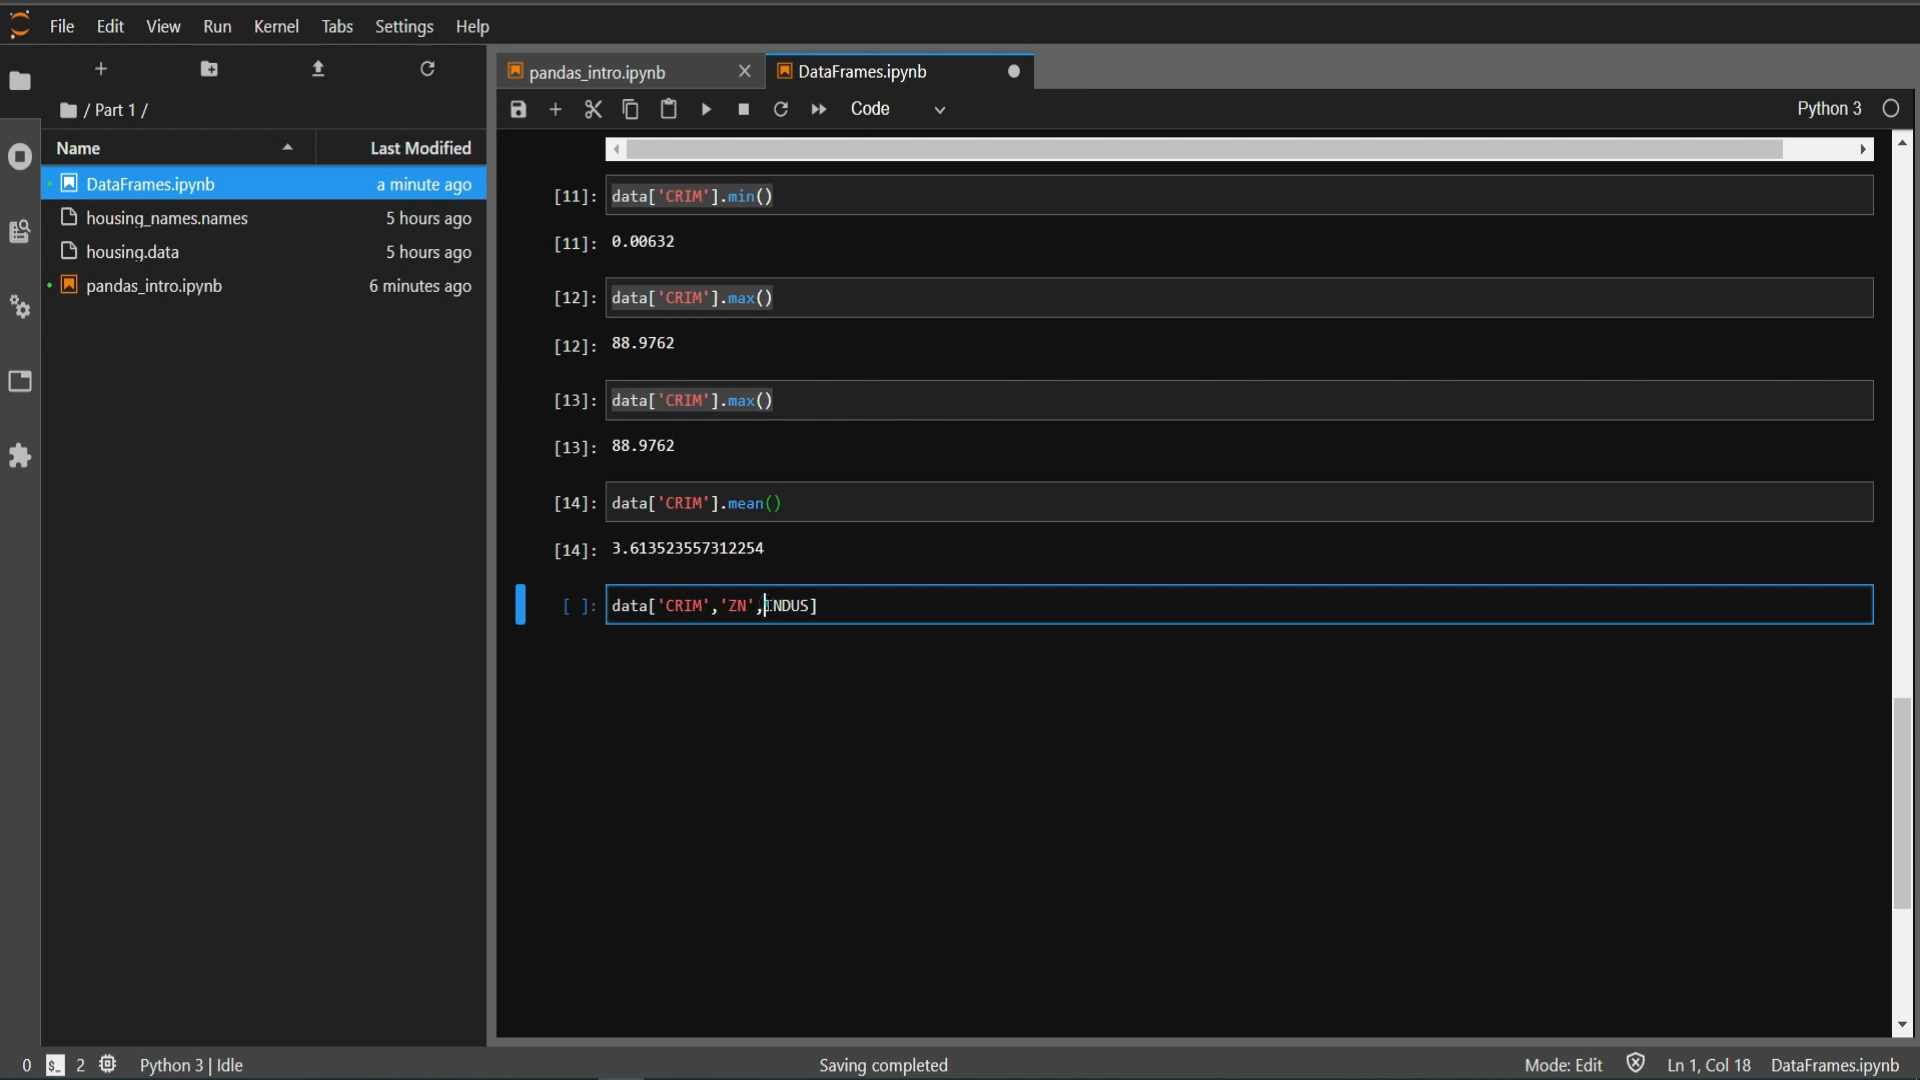 File Edit View Run Kernel Tabs Settings Help
pandas_intro.ipynb DataFrames.ipynb
/ Part 1 /
Code
Python 3
Name Last Modified
DataFrames.ipynb a minute ago
housing_names.names 5 hours ago
housing.data 5 hours ago
pandas_intro.ipynb 6 minutes ago
[11]: data['CRIM'].min()
[11]: 0.00632
[12]: data['CRIM'].max()
[12]: 88.9762
[13]: data['CRIM'].max()
[13]: 88.9762
[14]: data['CRIM'].mean()
[14]: 3.613523557312254
[ ]: data['CRIM','ZN',INDUS]
0 $_ 2 Python 3 | Idle Saving completed Mode: Edit Ln 1, Col 18 DataFrames.ipynb